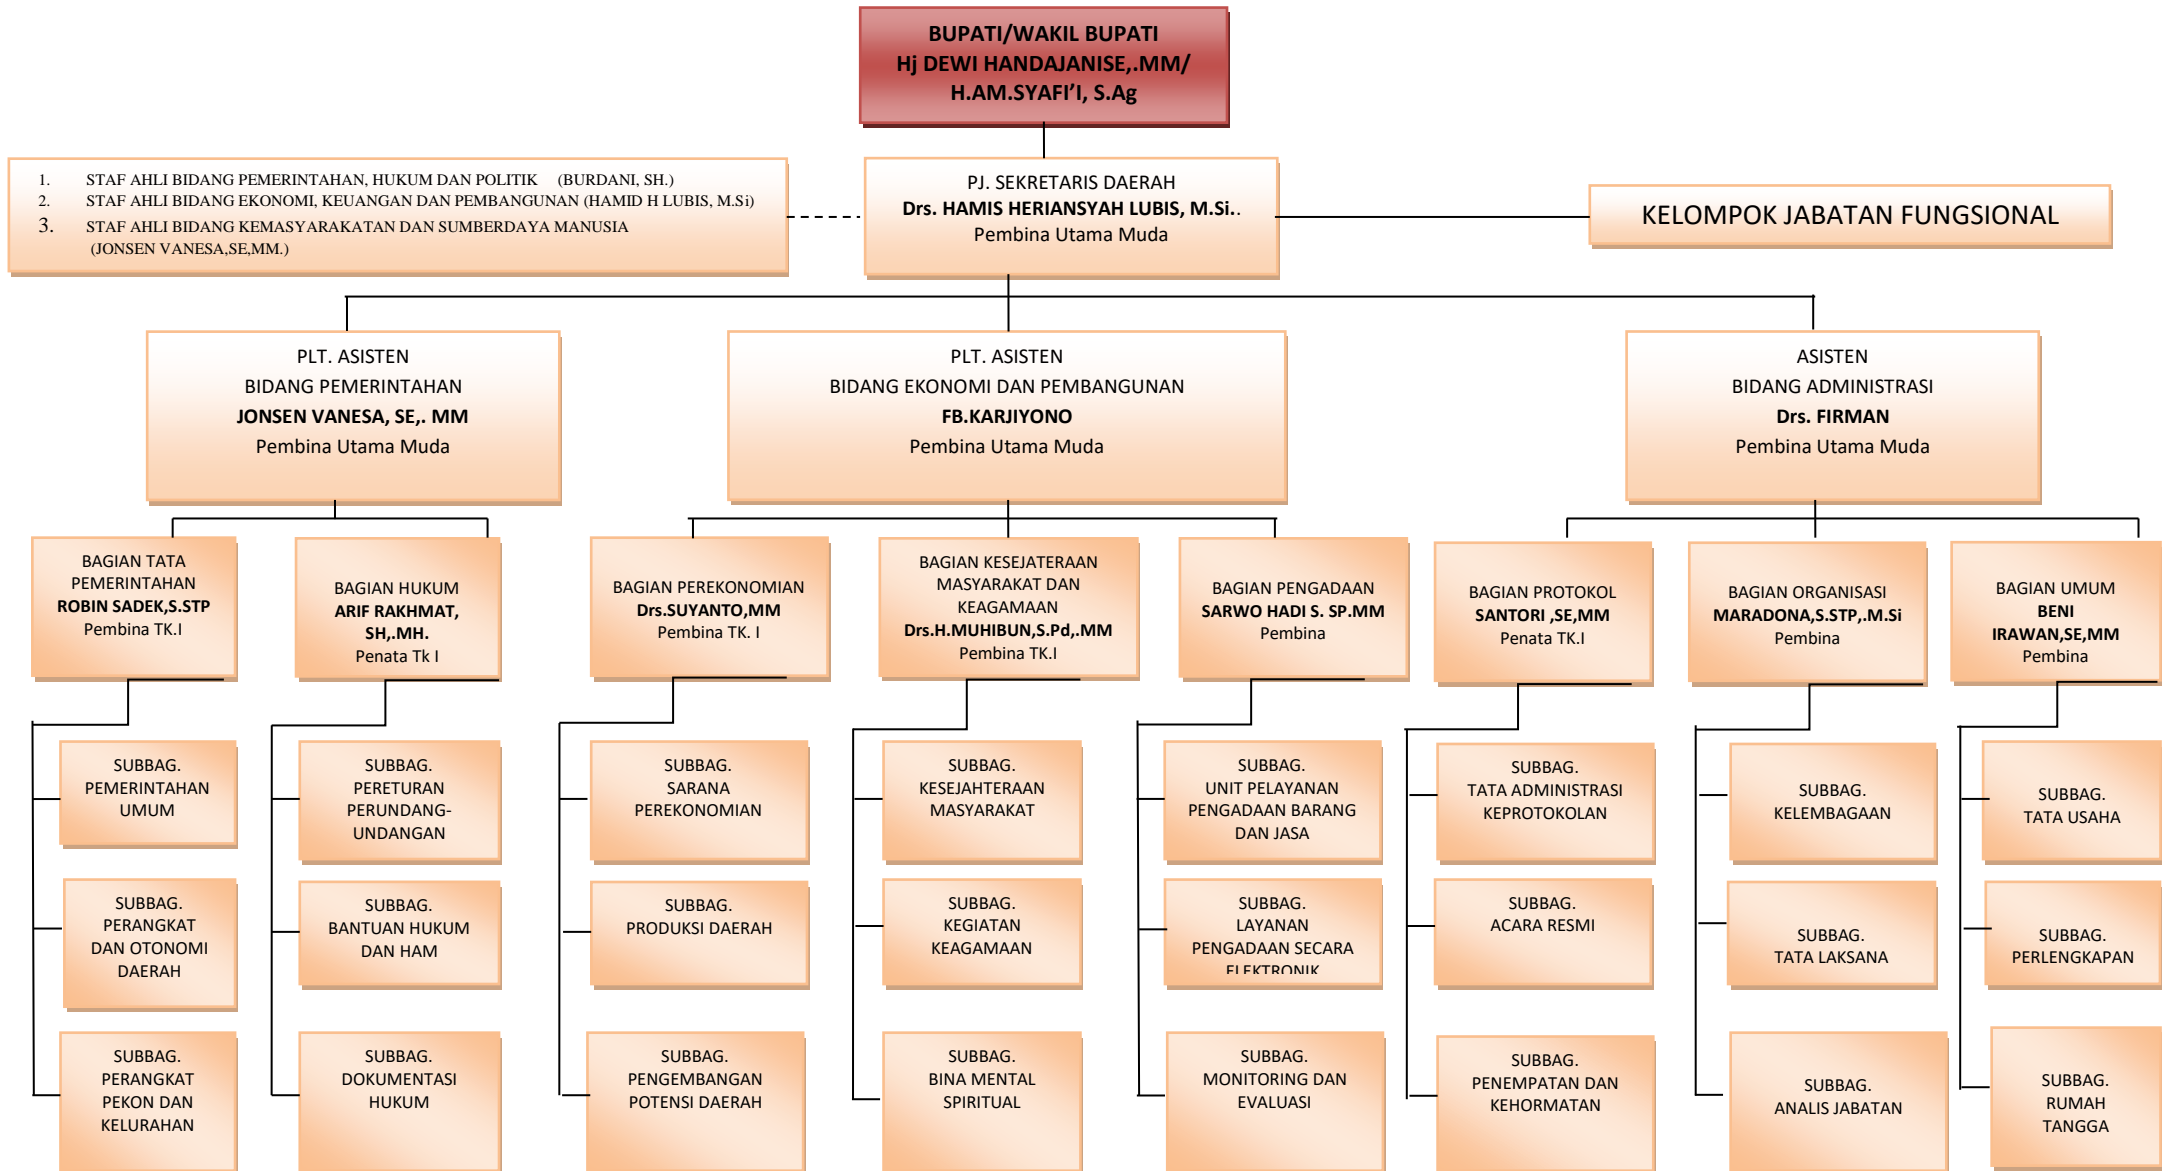 BUPATI/WAKIL BUPATI
Hj DEWI HANDAJANISE,.MM/
H.AM.SYAFI’I, S.Ag
1. STAF AHLI BIDANG PEMERINTAHAN, HUKUM DAN POLITIK (BURDANI, SH.)
2. STAF AHLI BIDANG EKONOMI, KEUANGAN DAN PEMBANGUNAN (HAMID H LUBIS, M.Si)
3. STAF AHLI BIDANG KEMASYARAKATAN DAN SUMBERDAYA MANUSIA
(JONSEN VANESA,SE,MM.)
PJ. SEKRETARIS DAERAH
Drs. HAMIS HERIANSYAH LUBIS, M.Si..
Pembina Utama Muda
KELOMPOK JABATAN FUNGSIONAL
PLT. ASISTEN
BIDANG PEMERINTAHAN
JONSEN VANESA, SE,. MM
Pembina Utama Muda
PLT. ASISTEN
BIDANG EKONOMI DAN PEMBANGUNAN
FB.KARJIYONO
Pembina Utama Muda
ASISTEN
BIDANG ADMINISTRASI
Drs. FIRMAN
Pembina Utama Muda
BAGIAN TATA
PEMERINTAHAN
ROBIN SADEK,S.STP
Pembina TK.I
BAGIAN HUKUM
ARIF RAKHMAT,
SH,.MH.
Penata Tk I
BAGIAN PEREKONOMIAN
Drs.SUYANTO,MM
Pembina TK. I
BAGIAN KESEJATERAAN
MASYARAKAT DAN
KEAGAMAAN
Drs.H.MUHIBUN,S.Pd,.MM
Pembina TK.I
BAGIAN PENGADAAN
SARWO HADI S. SP.MM
Pembina
BAGIAN PROTOKOL
SANTORI ,SE,MM
Penata TK.I
BAGIAN ORGANISASI
MARADONA,S.STP,.M.Si
Pembina
BAGIAN UMUM
BENI
IRAWAN,SE,MM
Pembina
SUBBAG.
PEMERINTAHAN
UMUM
SUBBAG.
PERETURAN
PERUNDANG-
UNDANGAN
SUBBAG.
SARANA
PEREKONOMIAN
SUBBAG.
KESEJAHTERAAN
MASYARAKAT
SUBBAG.
UNIT PELAYANAN
PENGADAAN BARANG
DAN JASA
SUBBAG.
TATA ADMINISTRASI
KEPROTOKOLAN
SUBBAG.
KELEMBAGAAN
SUBBAG.
TATA USAHA
SUBBAG.
PERANGKAT
DAN OTONOMI
DAERAH
SUBBAG.
BANTUAN HUKUM
DAN HAM
SUBBAG.
PRODUKSI DAERAH
SUBBAG.
KEGIATAN
KEAGAMAAN
SUBBAG.
LAYANAN
PENGADAAN SECARA
ELEKTRONIK
SUBBAG.
ACARA RESMI
SUBBAG.
TATA LAKSANA
SUBBAG.
PERLENGKAPAN
SUBBAG.
PERANGKAT
PEKON DAN
KELURAHAN
SUBBAG.
DOKUMENTASI
HUKUM
SUBBAG.
PENGEMBANGAN
POTENSI DAERAH
SUBBAG.
BINA MENTAL
SPIRITUAL
SUBBAG.
MONITORING DAN
EVALUASI
SUBBAG.
PENEMPATAN DAN
KEHORMATAN
SUBBAG.
ANALIS JABATAN
SUBBAG.
RUMAH
TANGGA